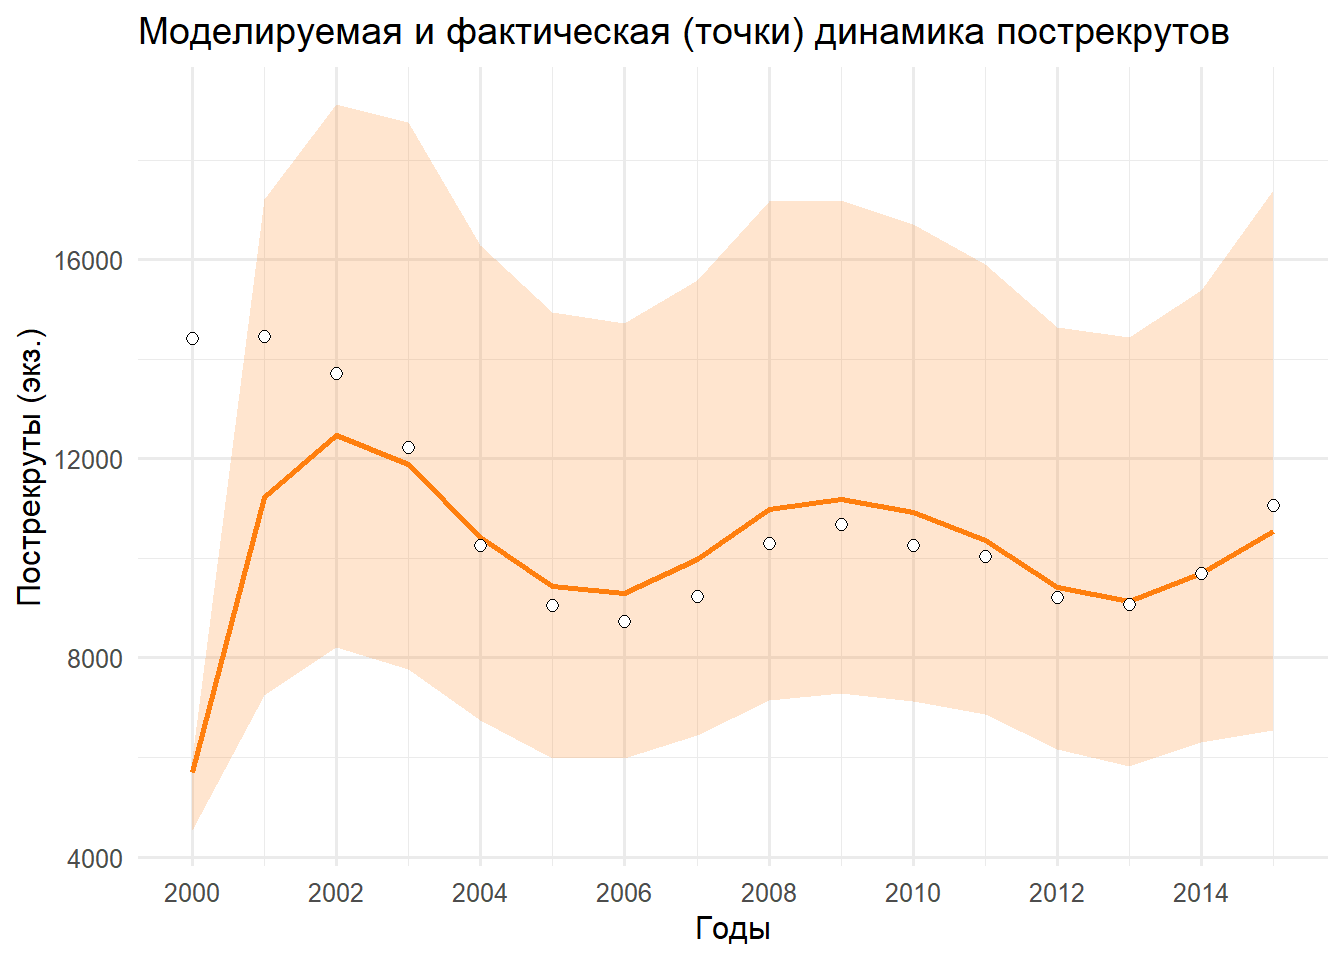 Моделируемая и фактическая (точки) динамика пострекрутов
Пострекруты (экз.)
16000
12000
8000
4000
2000 2002 2004 2006 2008 2010 2012 2014
Годы